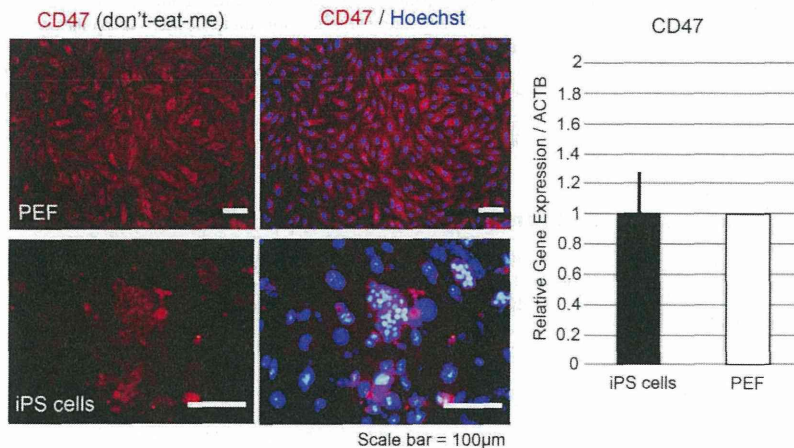 CD47 (don't-eat-me)
CD47 / Hoechst
PEF
iPS cells
Scale bar = 100μm
CD47
Relative Gene Expression / ACTB
2
1.8
1.6
1.4
1.2
1
0.8
0.6
0.4
0.2
0
iPS cells
PEF